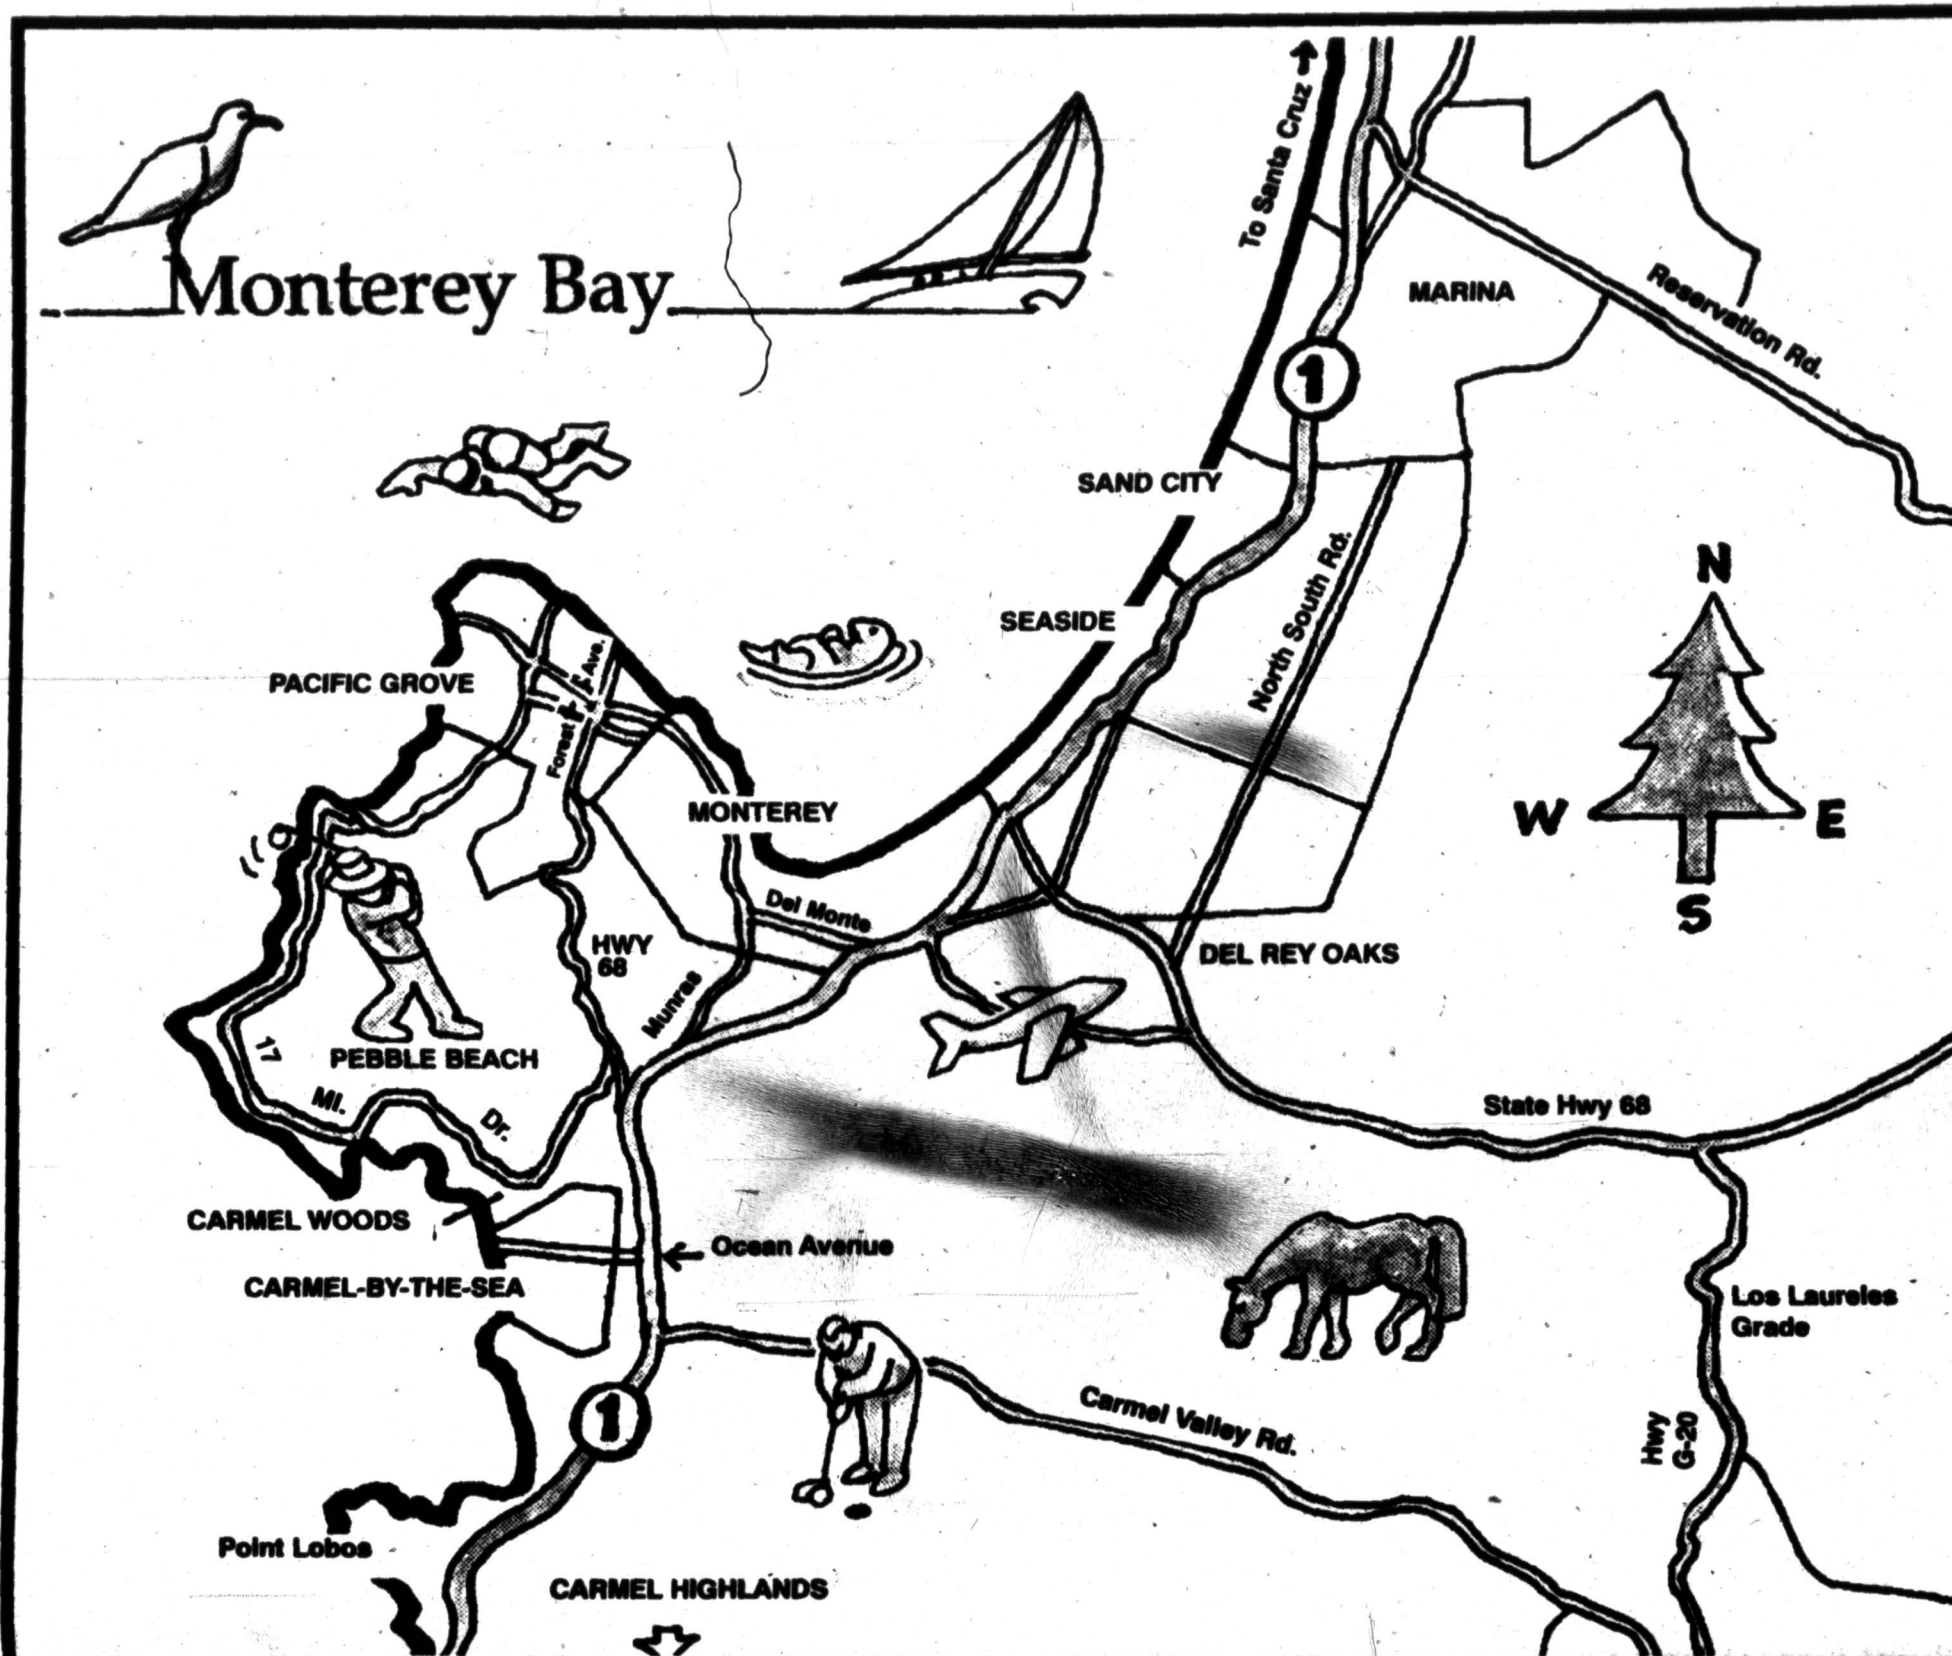 To Santa Cruz
Monterey Bay
MARINA
Reservation Rd.
1
SAND CITY
North South Rd.
N
SEASIDE
PACIFIC GROVE
Forest Ave.
W
E
MONTEREY
S
Del Monte
HWY
68
DEL REY OAKS
Munras
17
MI.
Dr.
PEBBLE BEACH
State Hwy 68
CARMEL WOODS
Ocean Avenue
CARMEL-BY-THE-SEA
Los Laureles
Grade
1
Carmel Valley Rd.
Hwy
G-20
Point Lobos
CARMEL HIGHLANDS